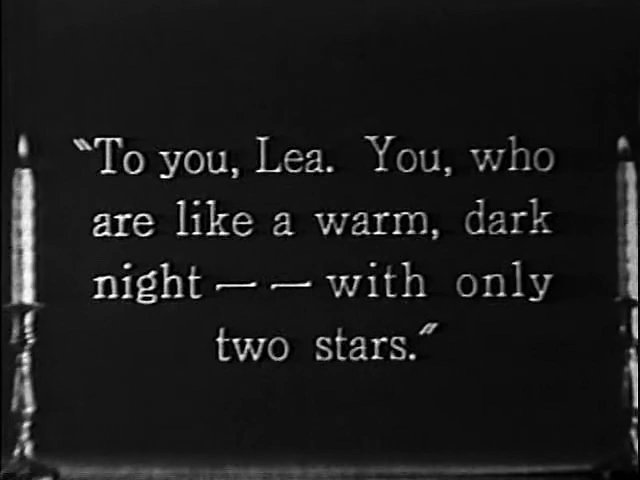 "To you, Lea. You, who
are like a warm, dark
night — — with only
two stars."